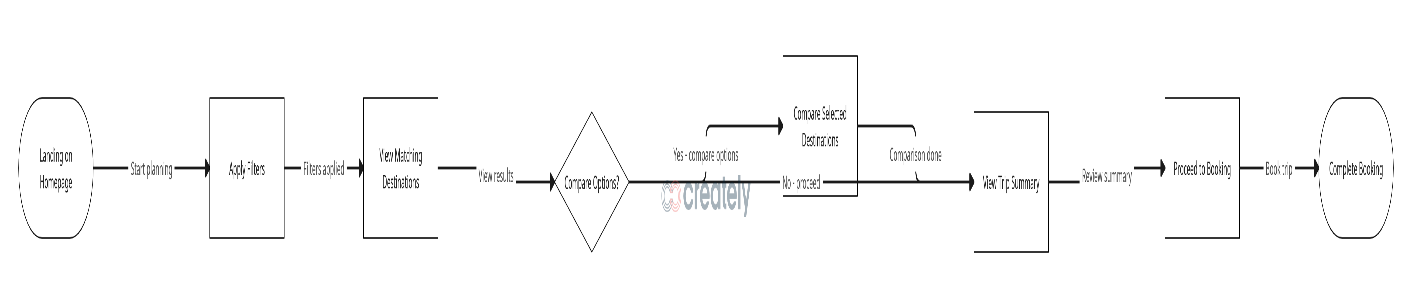 Landing on
Homepage
Start planning
Apply Filters
Filters applied
View Matching
Destinations
View results
Compare Options?
Yes - compare options
Compare Selected
Destinations
Comparison done
No - proceed
creately
View Trip Summary
Review summary
Proceed to Booking
Book trip
Complete Booking